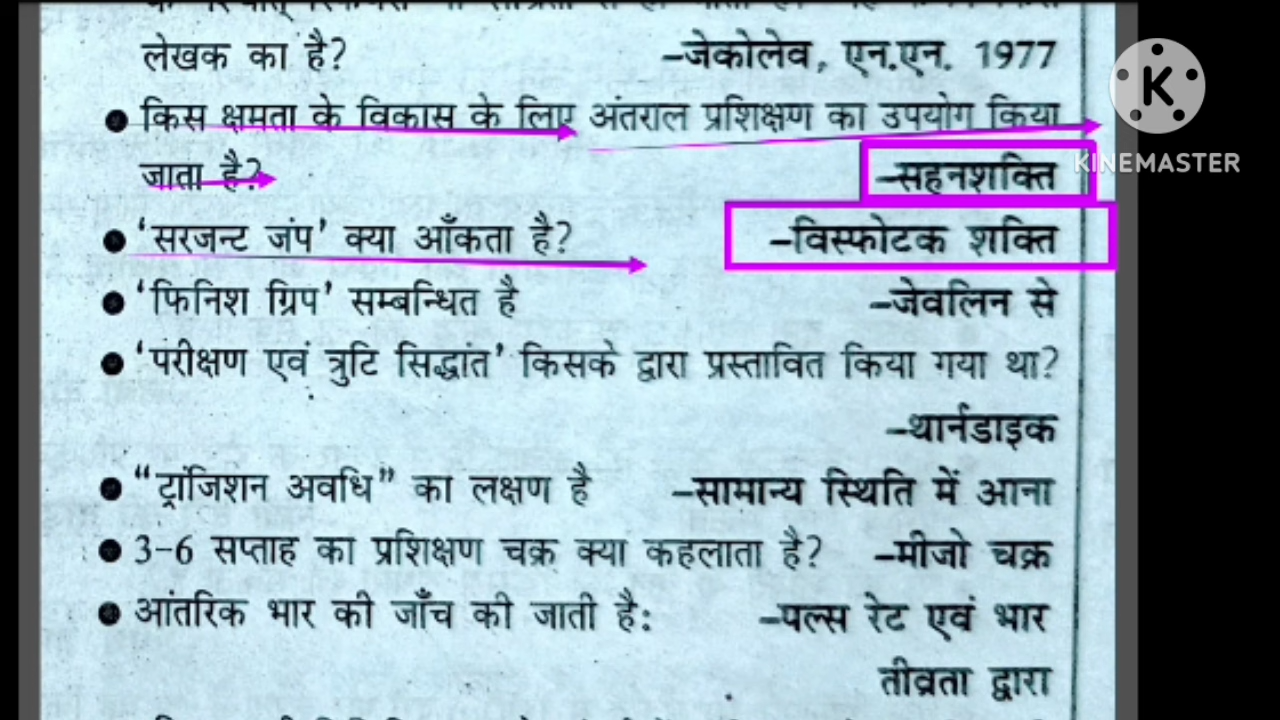 लेखक का है? –जेकोलेव, एन.एन. 1977
● किस क्षमता के विकास के लिए अंतराल प्रशिक्षण का उपयोग किया
जाता है? –सहनशक्ति
● ‘सरजन्ट जंप’ क्या आँकता है? –विस्फोटक शक्ति
● ‘फिनिश ग्रिप’ सम्बन्धित है –जेवलिन से
● ‘परीक्षण एवं त्रुटि सिद्धांत’ किसके द्वारा प्रस्तावित किया गया था?
–थार्नडाइक
● “ट्रांजिशन अवधि” का लक्षण है –सामान्य स्थिति में आना
● 3-6 सप्ताह का प्रशिक्षण चक्र क्या कहलाता है? –मीजो चक्र
● आंतरिक भार की जाँच की जाती है: –पल्स रेट एवं भार
तीव्रता द्वारा
K
KINEMASTER